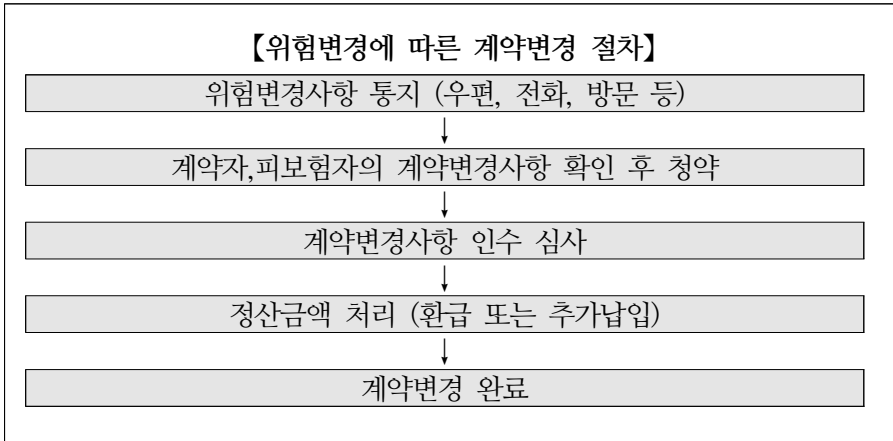 【위험변경에 따른 계약변경 절차】
위험변경사항 통지 (우편, 전화, 방문 등)
계약자,피보험자의 계약변경사항 확인 후 청약
계약변경사항 인수 심사
정산금액 처리 (환급 또는 추가납입)
계약변경 완료